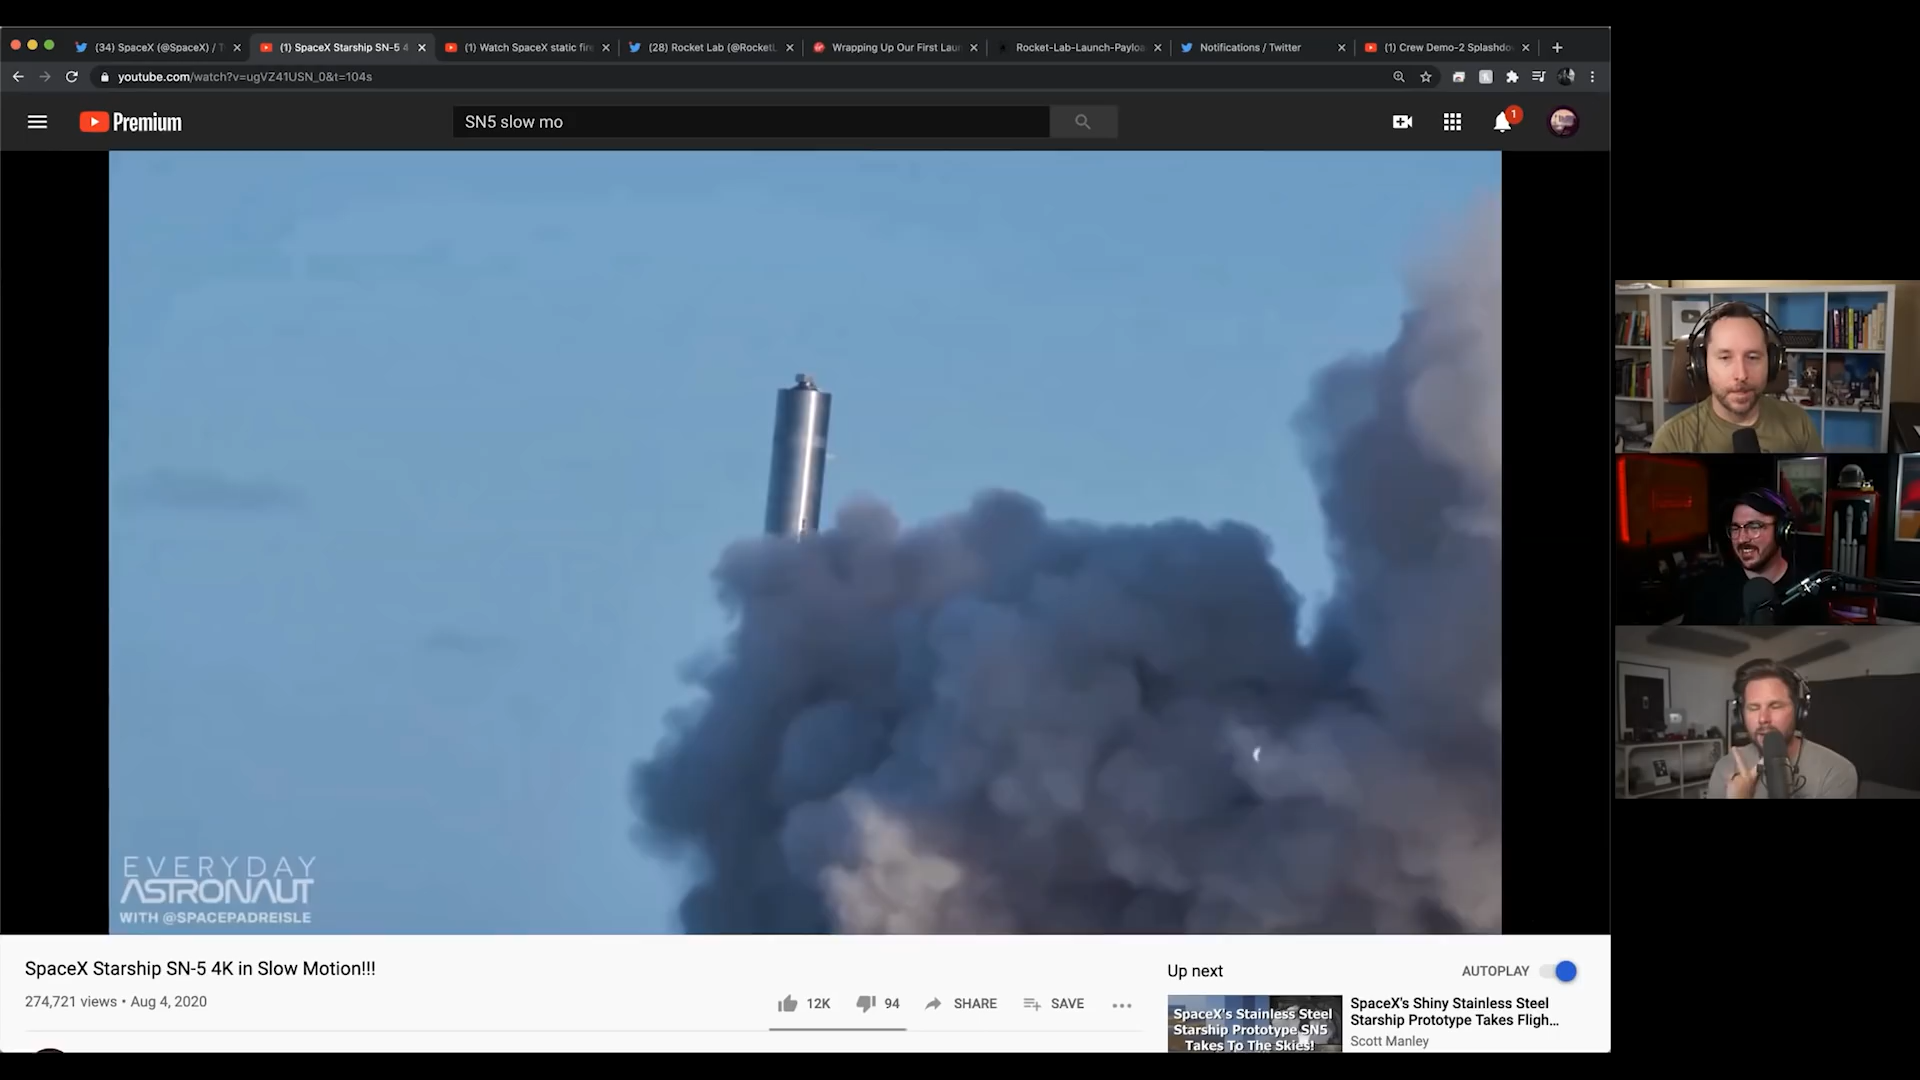 (34) SpaceX (@SpaceX) / T
(1) SpaceX Starship SN-5 4
(1) Watch SpaceX static fire
(28) Rocket Lab (@RocketL
Wrapping Up Our First Laun
Rocket-Lab-Launch-Payloa
Notifications / Twitter
(1) Crew Demo-2 Splashdo
youtube.com/watch?v=ugVZ41USN_0&t=104s
Premium
SN5 slow mo
1
EVERYDAY
ASTRONAUT
WITH @SPACEPADREISLE
SpaceX Starship SN-5 4K in Slow Motion!!!
274,721 views • Aug 4, 2020
12K
94
SHARE
SAVE
Up next
AUTOPLAY
SpaceX's Stainless Steel
Starship Prototype SN5
Takes To The Skies!
SpaceX's Shiny Stainless Steel
Starship Prototype Takes Fligh...
Scott Manley